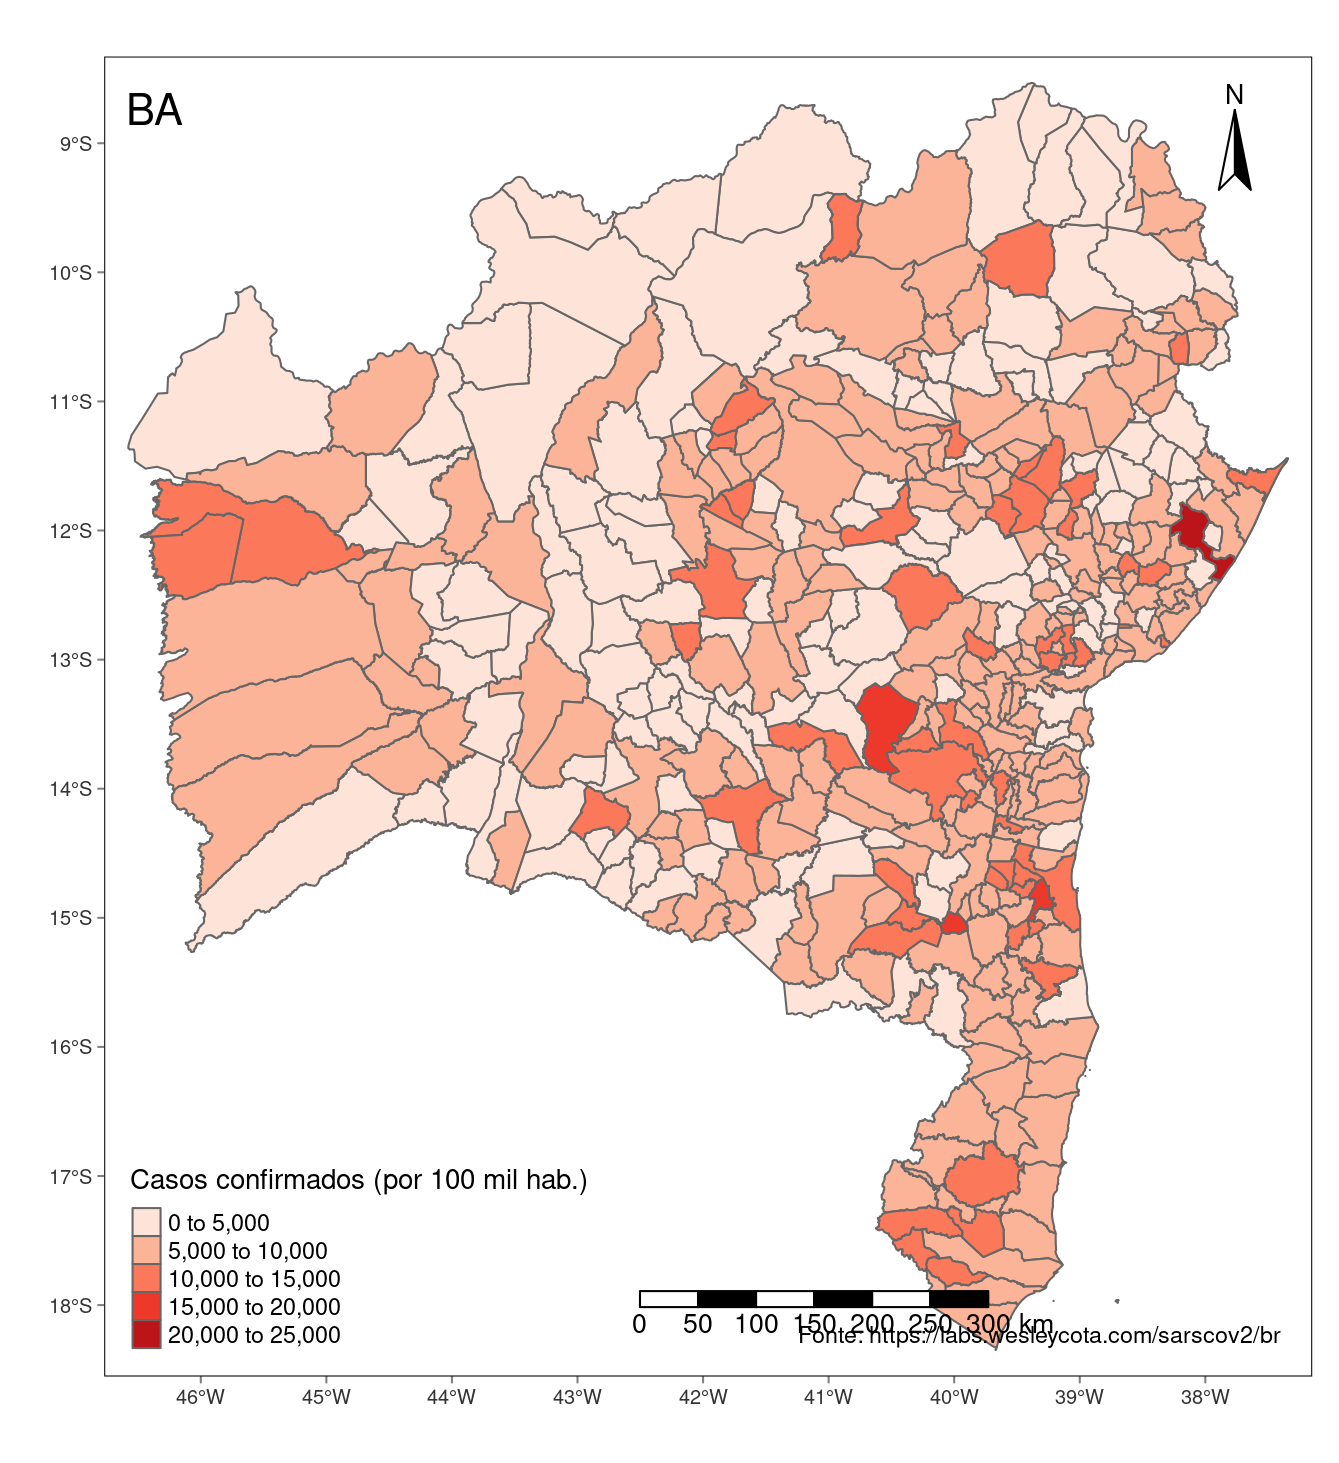 BA
N
9°S
10°S
11°S
12°S
13°S
14°S
15°S
16°S
17°S
18°S
Casos confirmados (por 100 mil hab.)
0 to 5,000
5,000 to 10,000
10,000 to 15,000
15,000 to 20,000
20,000 to 25,000
0 50 100 150 200 250 300 km
Fonte: https://labs.wesleycota.com/sarscov2/br
46°W 45°W 44°W 43°W 42°W 41°W 40°W 39°W 38°W